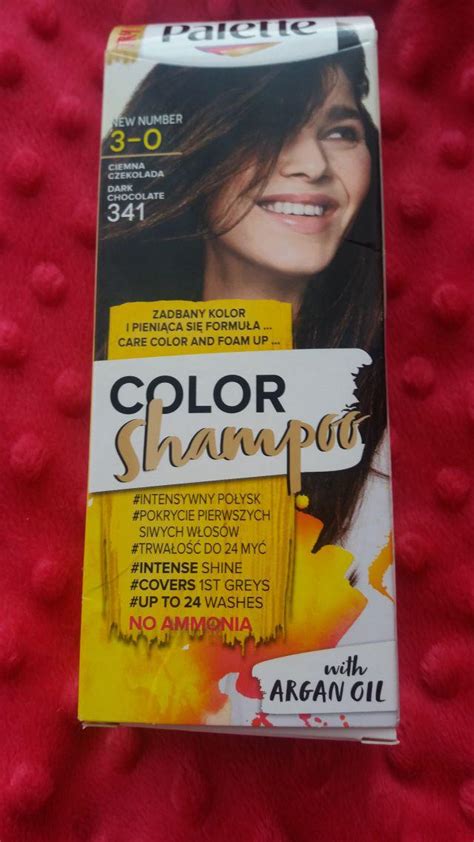 Palette
NEW NUMBER
3-0
CIEMNA
CZEKOLADA
DARK
CHOCOLATE
341
ZADBANY KOLOR
I PIENIĄCA SIĘ FORMUŁA ...
CARE COLOR AND FOAM UP ...
COLOR
Shampoo
#INTENSYWNY POŁYSK
#POKRYCIE PIERWSZYCH
SIWYCH WŁOSÓW
#TRWAŁOŚĆ DO 24 MYĆ
#INTENSE SHINE
#COVERS 1ST GREYS
#UP TO 24 WASHES
NO AMMONIA
with
ARGAN OIL